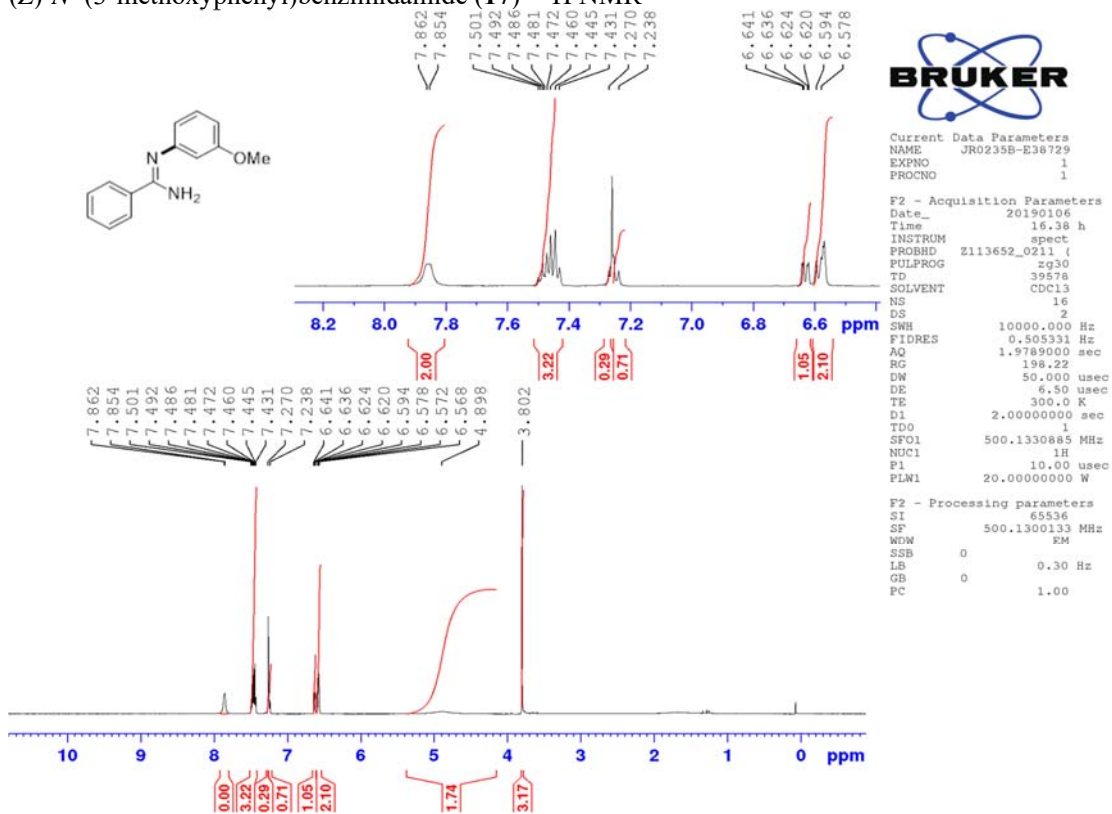 7.862
7.854
7.501
7.492
7.486
7.481
7.472
7.460
7.445
7.431
7.270
7.238
6.641
6.636
6.624
6.620
6.594
6.578
BRUKER
OMe
N
NH2
8.2 8.0 7.8 7.6 7.4 7.2 7.0 6.8 6.6 ppm
2.00 3.22 0.29 0.71 1.05 2.10
7.862
7.854
7.501
7.492
7.486
7.481
7.472
7.460
7.445
7.431
7.270
7.238
6.641
6.636
6.624
6.620
6.594
6.578
6.572
6.568
4.898
3.802
10 9 8 7 6 5 4 3 2 1 0 ppm
0.00 3.22 0.29 0.71 1.05 2.10 1.74 3.17
Current Data Parameters
NAME JR0235B-E38729
EXPNO 1
PROCNO 1
F2 - Acquisition Parameters
Date_ 20190106
Time 16.38 h
INSTRUM spect
PROBHD Z113652_0211 (
PULPROG zg30
TD 39578
SOLVENT CDCl3
NS 16
DS 2
SWH 10000.000 Hz
FIDRES 0.505331 Hz
AQ 1.9789000 sec
RG 198.22
DW 50.000 usec
DE 6.50 usec
TE 300.0 K
D1 2.00000000 sec
TD0 1
SFO1 500.1330885 MHz
NUC1 1H
P1 10.00 usec
PLW1 20.00000000 W
F2 - Processing parameters
SI 65536
SF 500.1300133 MHz
WDW EM
SSB 0
LB 0.30 Hz
GB 0
PC 1.00